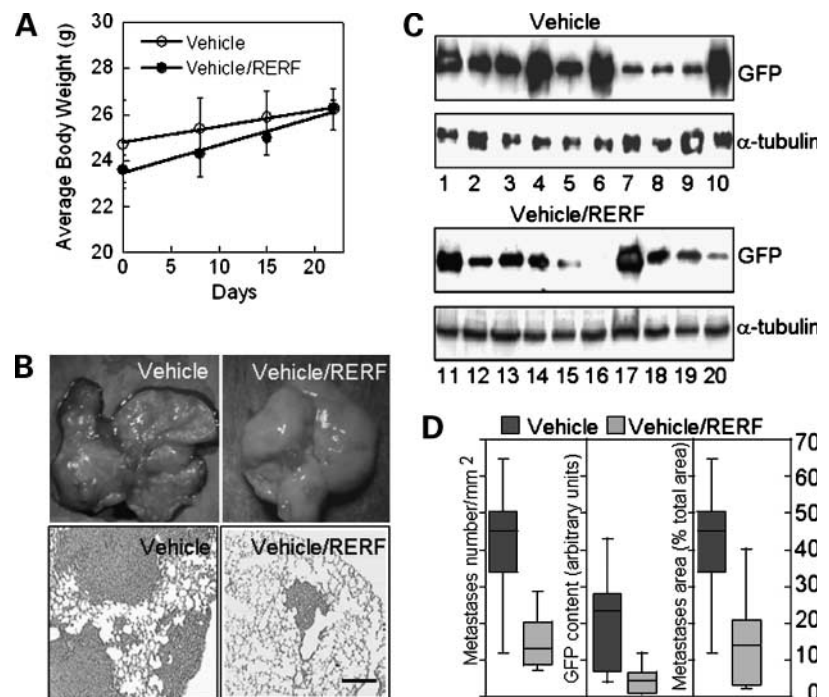 A
30
28
26
24
22
20
Average Body Weight (g)
Vehicle
Vehicle/RERF
0 5 10 15 20
Days
B
Vehicle
Vehicle/RERF
Vehicle
Vehicle/RERF
C
Vehicle
GFP
α-tubulin
1 2 3 4 5 6 7 8 9 10
Vehicle/RERF
GFP
α-tubulin
11 12 13 14 15 16 17 18 19 20
D
Vehicle Vehicle/RERF
Metastases number/mm 2
GFP content (arbitrary units)
Metastases area (% total area)
70
60
50
40
30
20
10
0